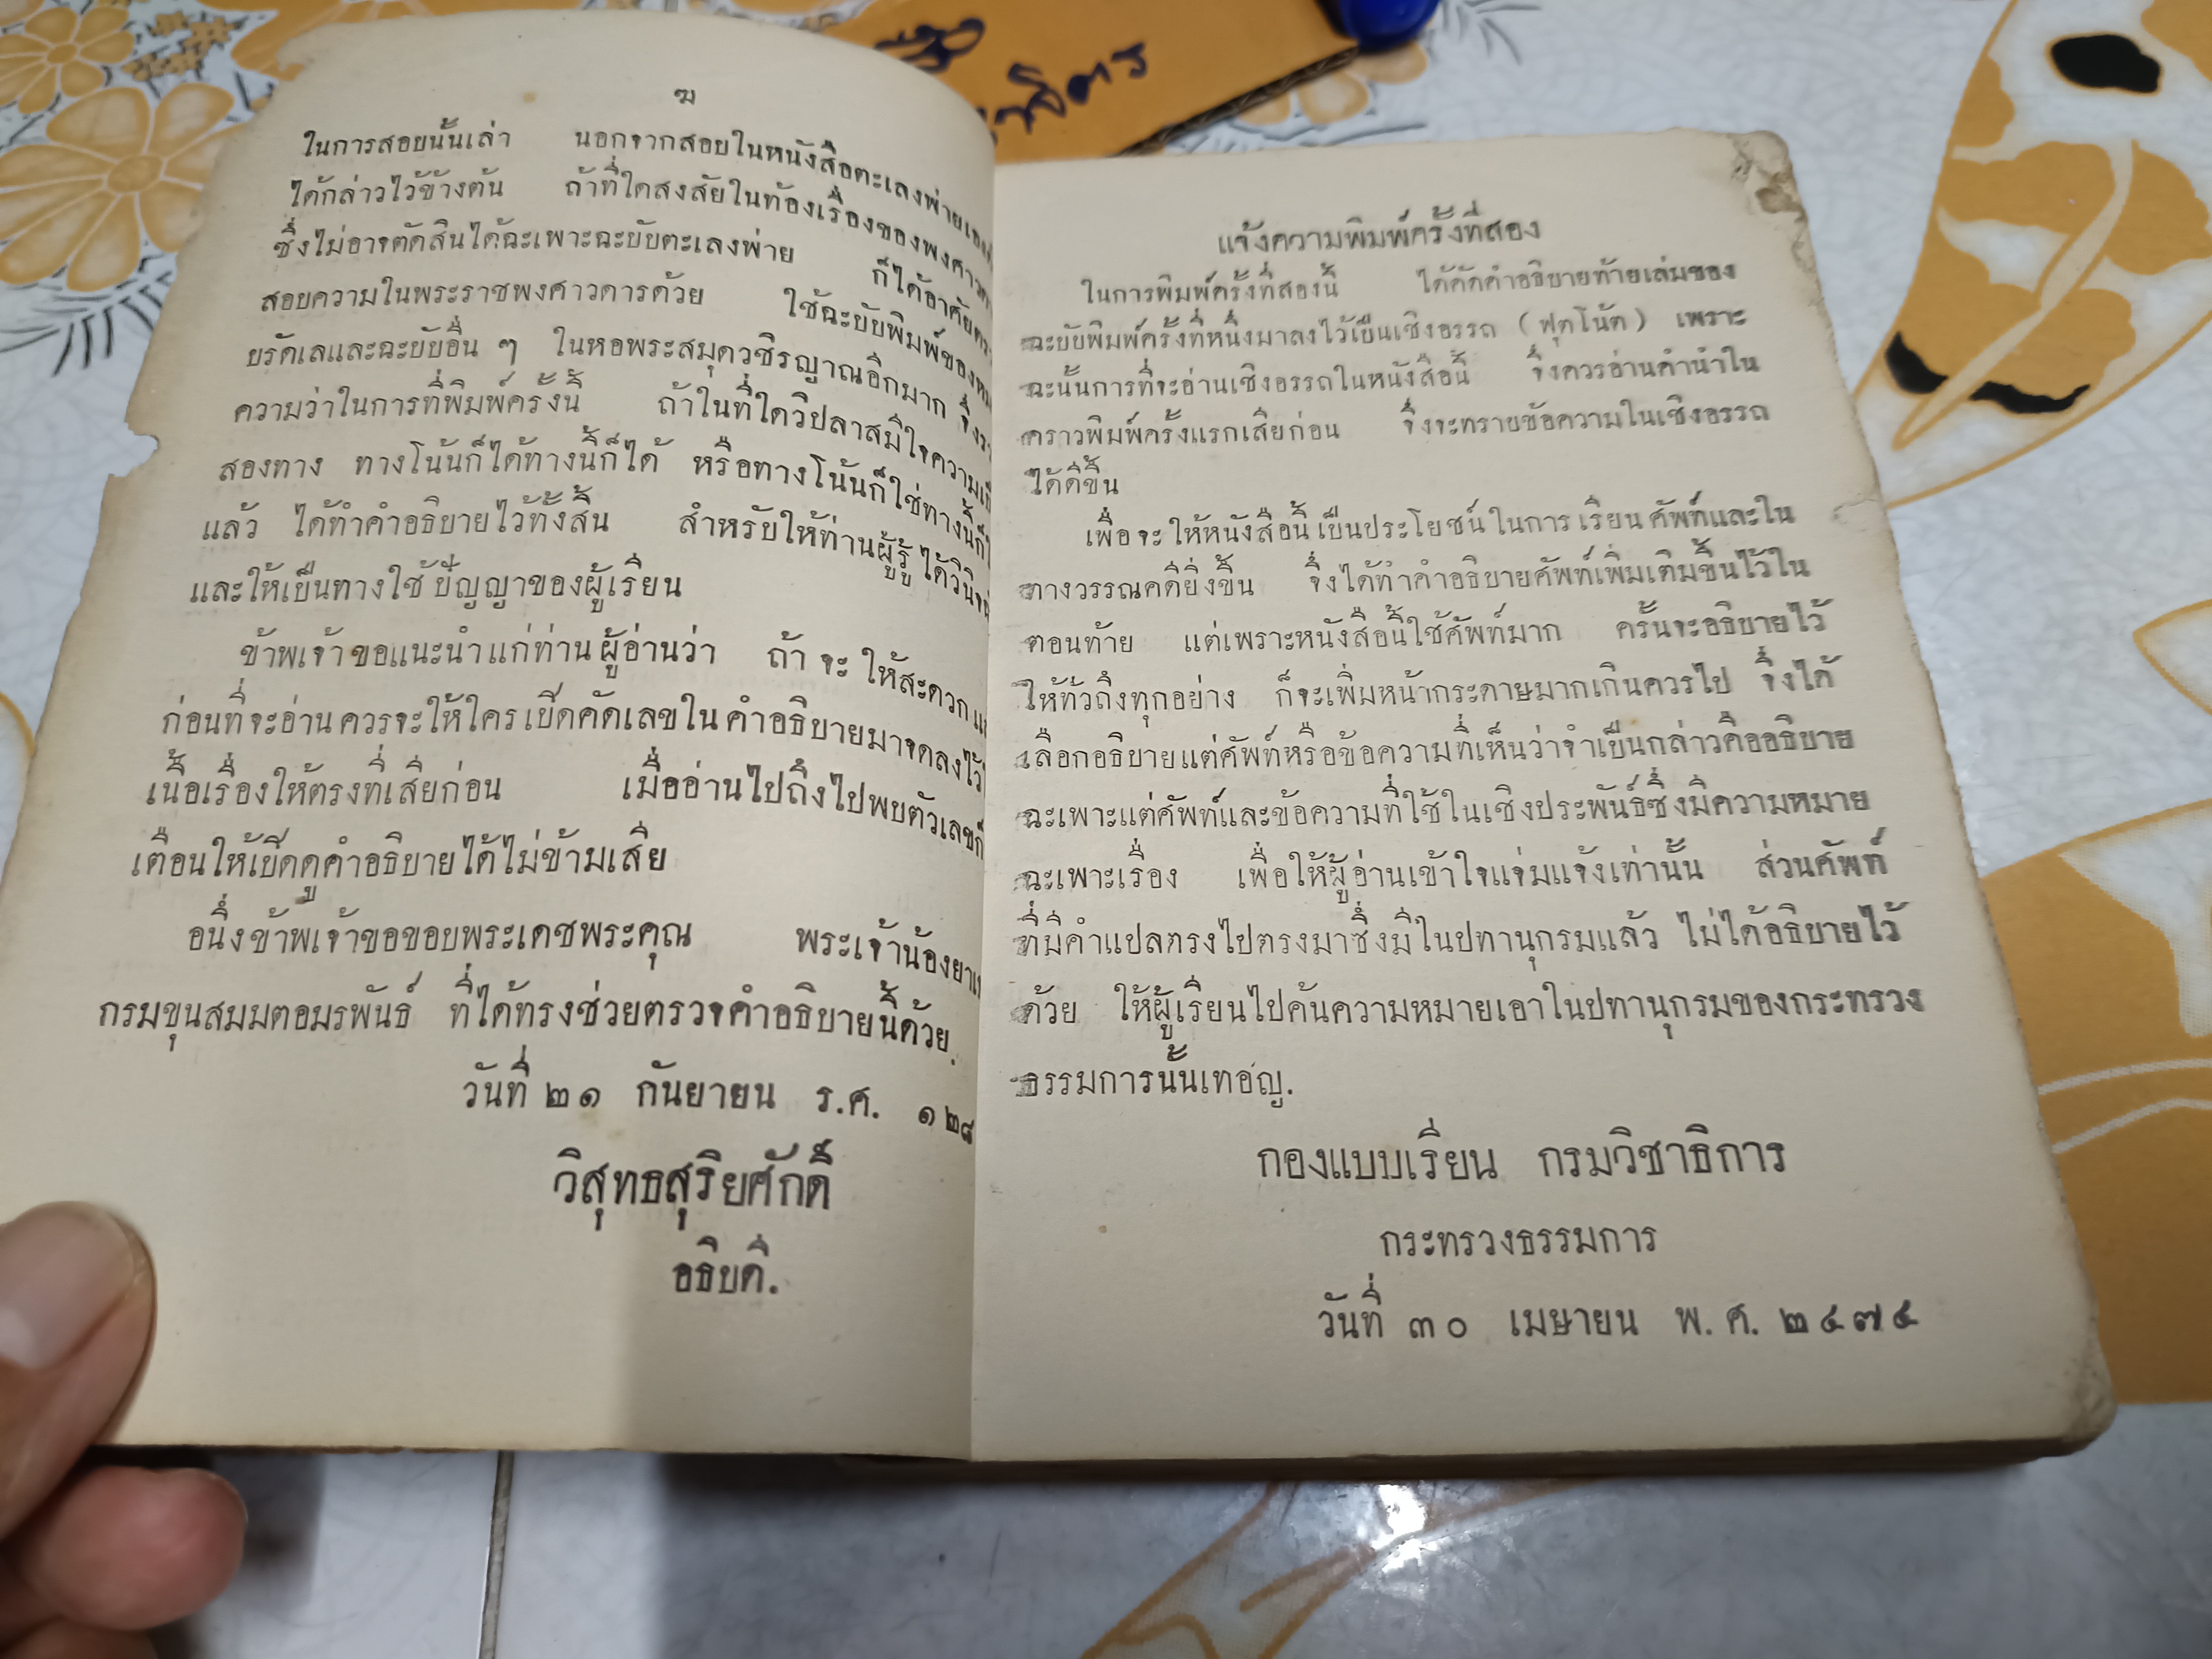 ฆ
ในการสอบนั้นเล่า นอกจากสอบในหนังสือตะเลงพ่าย
ได้กล่าวไว้ข้างต้น ถ้าที่ใดสงสัยในท้องเรื่องของพงศาวดา
ซึ่งไม่อาจตัดสินได้ฉะเพาะฉะบับตะเลงพ่าย ก็ได้อาศัย
สอบความในพระราชพงศาวดารด้วย ใช้ฉะบับพิมพ์ของ
บรัดเลและฉะบับอื่น ๆ ในหอพระสมุดวชิรญาณอีกมาก
ความว่าในการที่พิมพ์ครั้งนี้ ถ้าในที่ใดวิปลาสมีใจความ
สองทาง ทางโน้นก็ได้ทางนี้ก็ได้ หรือทางโน้นก็ใช่ทางนี้ก็
แล้ว ได้ทำคำอธิบายไว้ทั้งสิ้น สำหรับให้ท่านผู้รู้ ได้วินิจ
และให้เป็นทางใช้ ปัญญาของผู้เรียน
ข้าพเจ้า ขอแนะนำ แก่ท่าน ผู้อ่านว่า ถ้า จะ ให้สะดวก
ก่อนที่จะอ่าน ควรจะให้ใคร เปิดคัดเลขใน คำอธิบายมาจดลงไว้
เนื้อเรื่องให้ตรงที่เสียก่อน เมื่ออ่านไปถึงไปพบตัวเลขก็
เตือนให้เปิดดูคำอธิบายได้ไม่ข้ามเสีย
อนึ่งข้าพเจ้าขอขอบพระเดชพระคุณ พระเจ้าน้องยา
กรมขุนสมมตอมรพันธ์ ที่ได้ทรงช่วยตรวจคำอธิบายนี้ด้วย.
วันที่ ๒๑ กันยายน ร.ศ. ๑๒๘
วิสุทธสุริยศักดิ์
อธิบดี.
แจ้งความพิมพ์ครั้งที่สอง
ในการพิมพ์ครั้งที่สองนี้ ได้คัดคำอธิบายท้ายเล่มของ
ฉะบับพิมพ์ครั้งที่หนึ่งมาลงไว้เป็นเชิงอรรถ (ฟุตโน้ต) เพราะ
ฉะนั้นการที่จะอ่านเชิงอรรถในหนังสือนี้ จึ่งควรอ่านคำนำใน
คราวพิมพ์ครั้งแรกเสียก่อน จึ่งจะทราบข้อความในเชิงอรรถ
ได้ดีขึ้น
เพื่อ จะ ให้หนังสือนี้ เป็นประโยชน์ ในการ เรียน ศัพท์และใน
ทางวรรณคดียิ่งขึ้น จึ่งได้ทำคำอธิบายศัพท์เพิ่มเติมขึ้นไว้ใน
ตอนท้าย แต่เพราะหนังสือนี้ใช้ศัพท์มาก ครั้นจะอธิบายไว้
ให้ทั่วถึงทุกอย่าง ก็จะเพิ่มหน้ากระดาษมากเกินควรไป จึ่งได้
เลือกอธิบายแต่ศัพท์หรือข้อความที่เห็นว่าจำเป็นกล่าวคืออธิบาย
ฉะเพาะแต่ศัพท์และข้อความที่ใช้ในเชิงประพันธ์ซึ่งมีความหมาย
ฉะเพาะเรื่อง เพื่อให้ผู้อ่านเข้าใจแจ่มแจ้งเท่านั้น ส่วนศัพท์
ที่มีคำแปลตรงไปตรงมาซึ่งมีในปทานุกรมแล้ว ไม่ได้อธิบายไว้
ด้วย ให้ผู้เรียนไปค้นความหมายเอาในปทานุกรมของกระทรวง
ธรรมการนั้นเทอญ.
กองแบบเรียน กรมวิชาธิการ
กระทรวงธรรมการ
วันที่ ๓๐ เมษายน พ. ศ. ๒๔๗๔